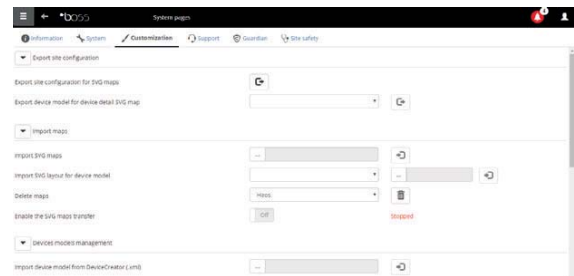 boss System pages
Information System Customization Support Guardian Site safety
Export site configuration
Export site configuration for SVG maps
Export device model for device detail SVG map
Import maps
Import SVG maps ...
Import SVG layout for device model ...
Delete maps
Enable the SVG maps transfer Off Stopped
Devices models management
Import device model from DeviceCreator (.xml) ...